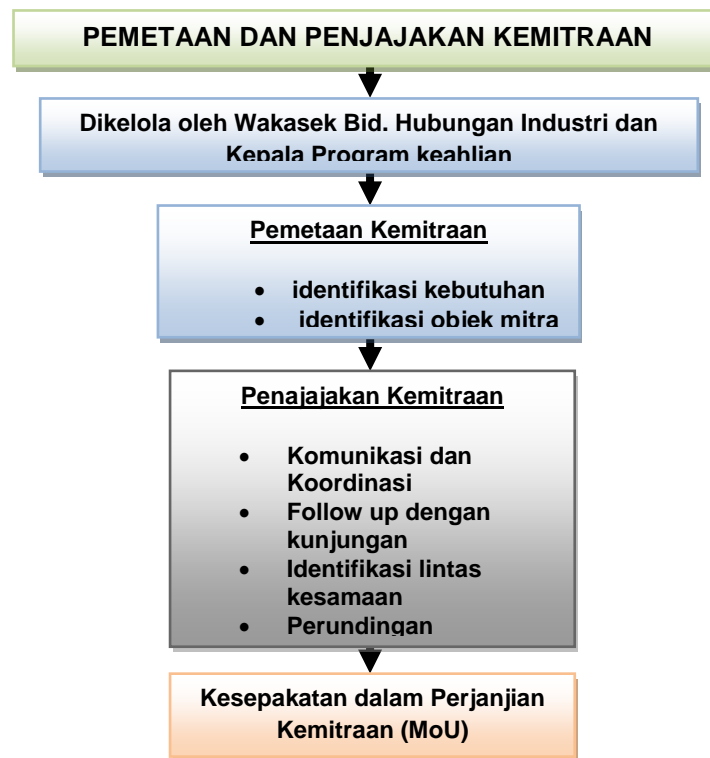 PEMETAAN DAN PENJAJAKAN KEMITRAAN
Dikelola oleh Wakasek Bid. Hubungan Industri dan
Kepala Program keahlian
Pemetaan Kemitraan
• identifikasi kebutuhan
• identifikasi objek mitra
Penajajakan Kemitraan
• Komunikasi dan
Koordinasi
• Follow up dengan
kunjungan
• Identifikasi lintas
kesamaan
• Perundingan
Kesepakatan dalam Perjanjian
Kemitraan (MoU)